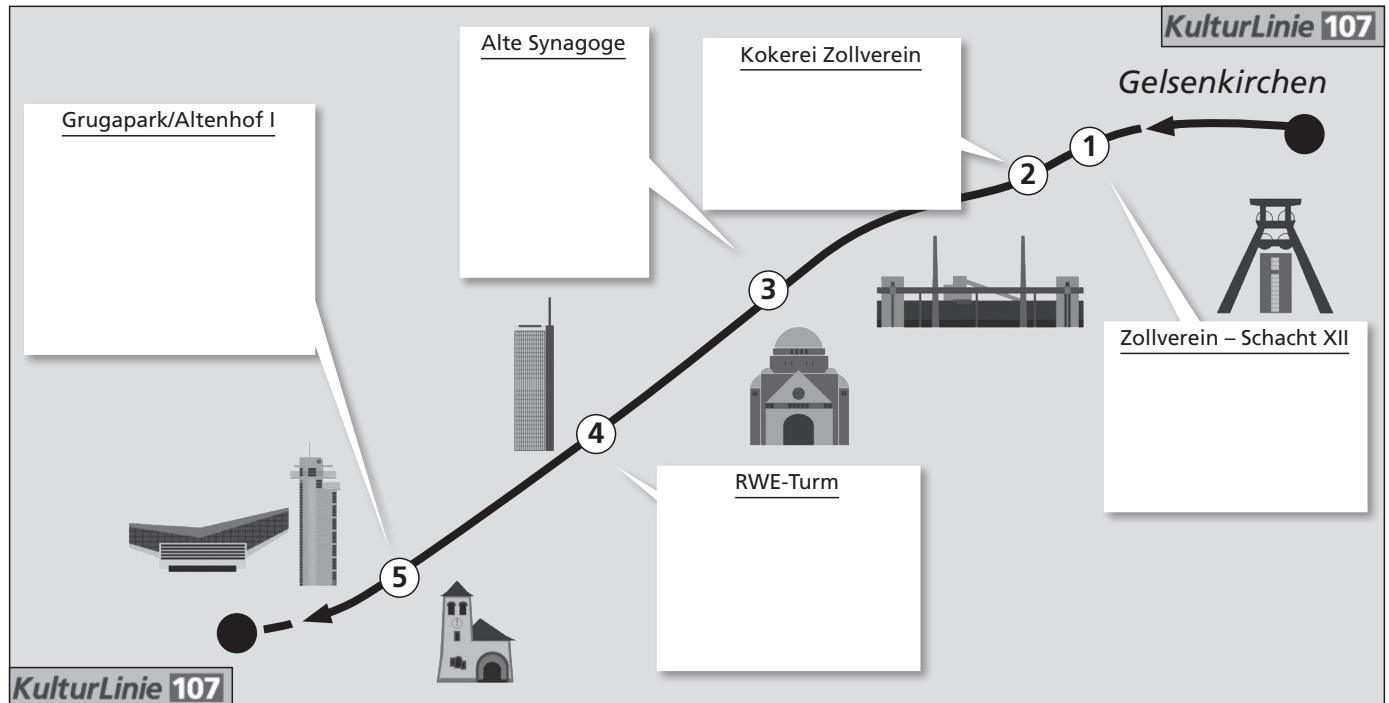 KulturLinie 107
Gelsenkirchen
Alte Synagoge
Kokerei Zollverein
Grugapark/Altenhof I
1
2
3
Zollverein – Schacht XII
4
RWE-Turm
5
KulturLinie 107